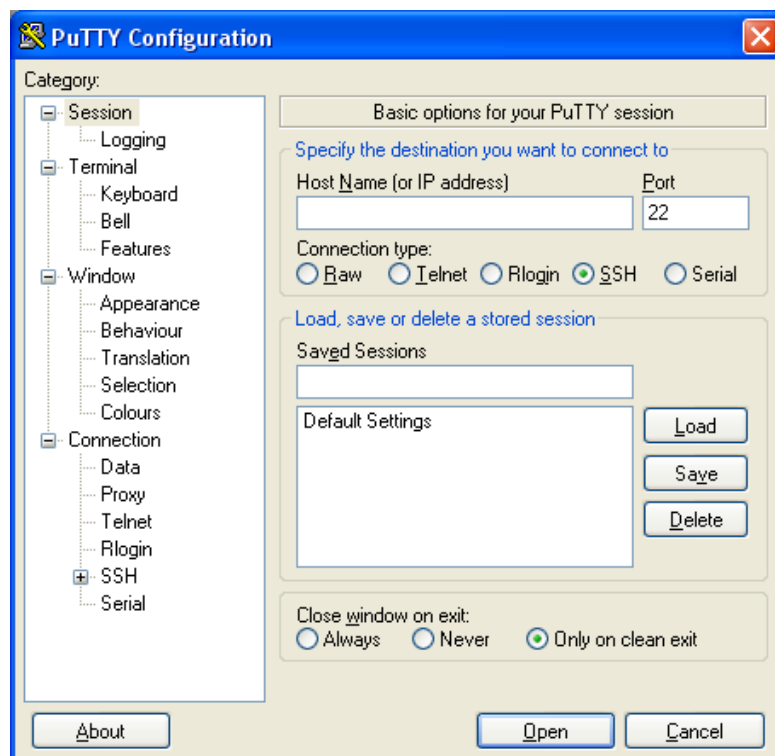 PuTTY Configuration
Category:
Session
Logging
Terminal
Keyboard
Bell
Features
Window
Appearance
Behaviour
Translation
Selection
Colours
Connection
Data
Proxy
Telnet
Rlogin
SSH
Serial
Basic options for your PuTTY session
Specify the destination you want to connect to
Host Name (or IP address) Port
22
Connection type:
Raw Telnet Rlogin SSH Serial
Load, save or delete a stored session
Saved Sessions
Default Settings
Load
Save
Delete
Close window on exit:
Always Never Only on clean exit
About Open Cancel